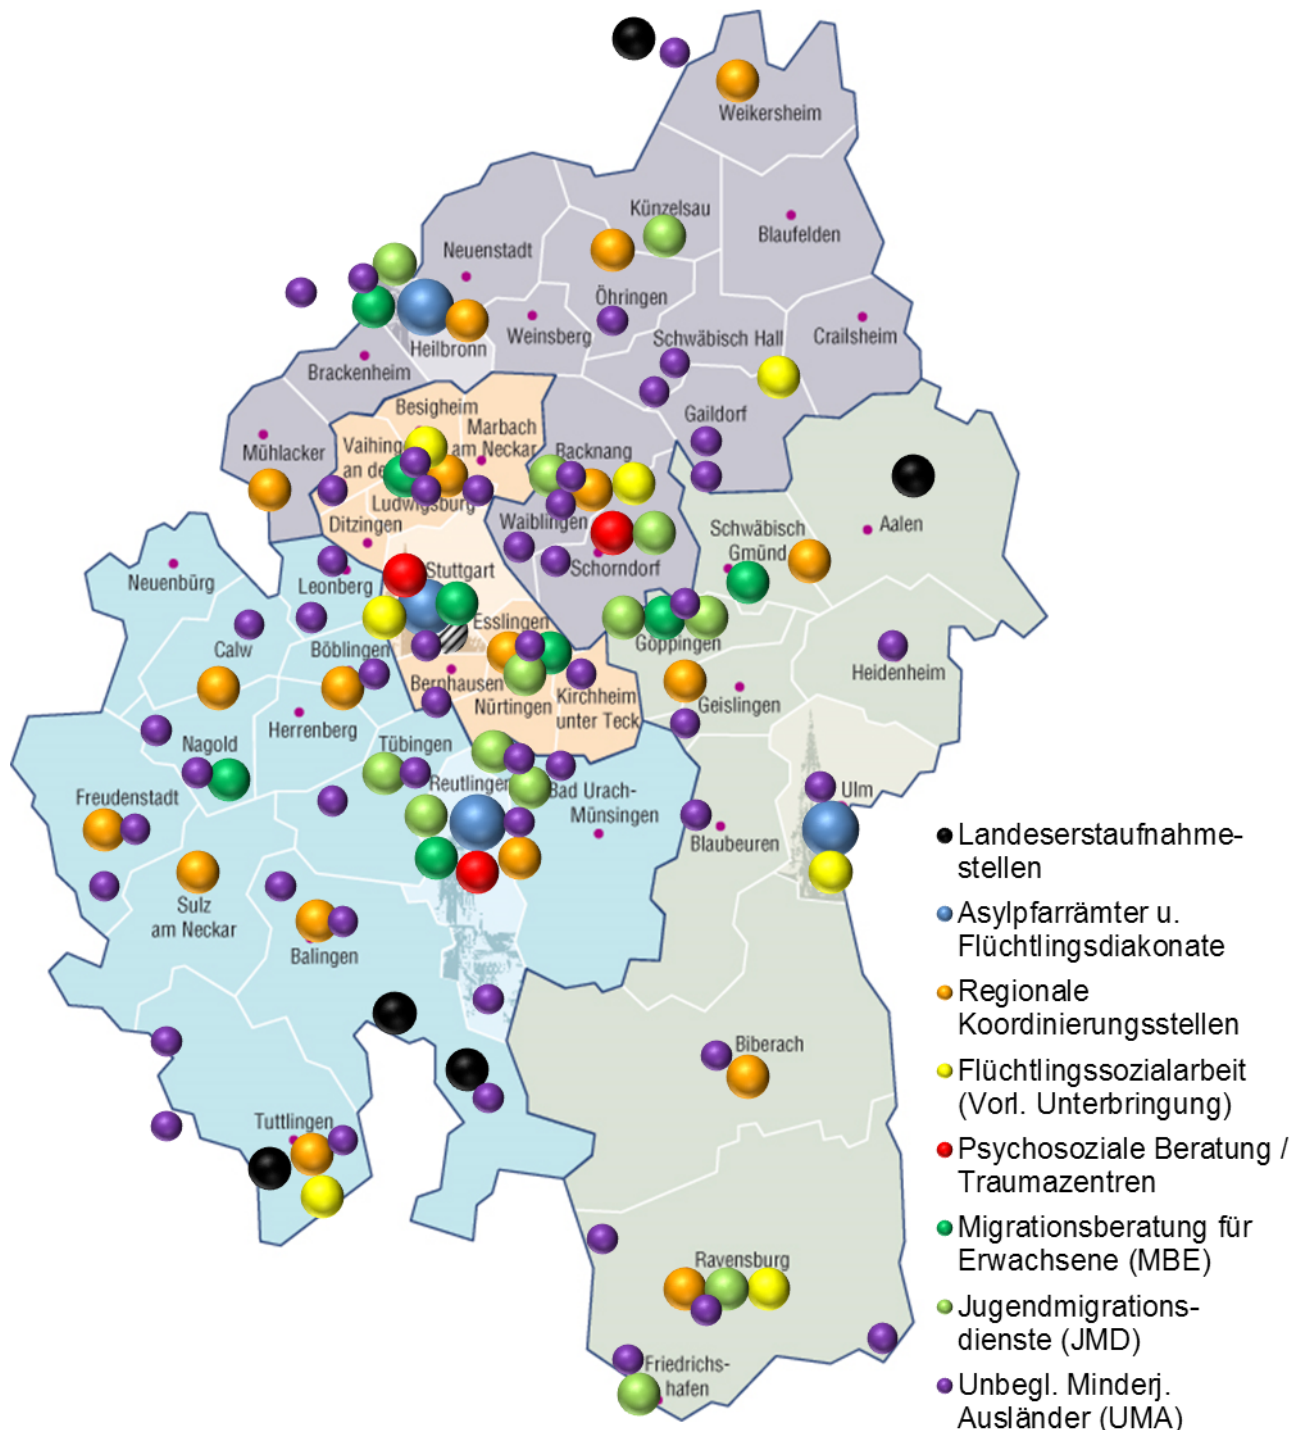 Weikersheim
Künzelsau
Blaufelden
Neuenstadt
Öhringen
Weinsberg
Schwäbisch Hall
Crailsheim
Heilbronn
Brackenheim
Besigheim
Marbach
am Neckar
Gaildorf
Mühlacker
Vaihing
an de
Backnang
Ludwigsburg
Ditzingen
Waiblingen
Schwäbisch
Gmünd
Aalen
Schorndorf
Neuenbürg
Leonberg
Stuttgart
Esslingen
Göppingen
Calw
Böblingen
Heidenheim
Bernhausen
Nürtingen
Kirchheim
unter Teck
Geislingen
Herrenberg
Nagold
Tübingen
Reutlingen
Bad Urach-
Münsingen
Ulm
Freudenstadt
Blaubeuren
Sulz
am Neckar
Balingen
Biberach
Tuttlingen
Ravensburg
Friedrichs-
hafen
Landeserstaufnahme-
stellen
Asylpfarrämter u.
Flüchtlingsdiakonate
Regionale
Koordinierungsstellen
Flüchtlingssozialarbeit
(Vorl. Unterbringung)
Psychosoziale Beratung /
Traumazentren
Migrationsberatung für
Erwachsene (MBE)
Jugendmigrations-
dienste (JMD)
Unbegl. Minderj.
Ausländer (UMA)